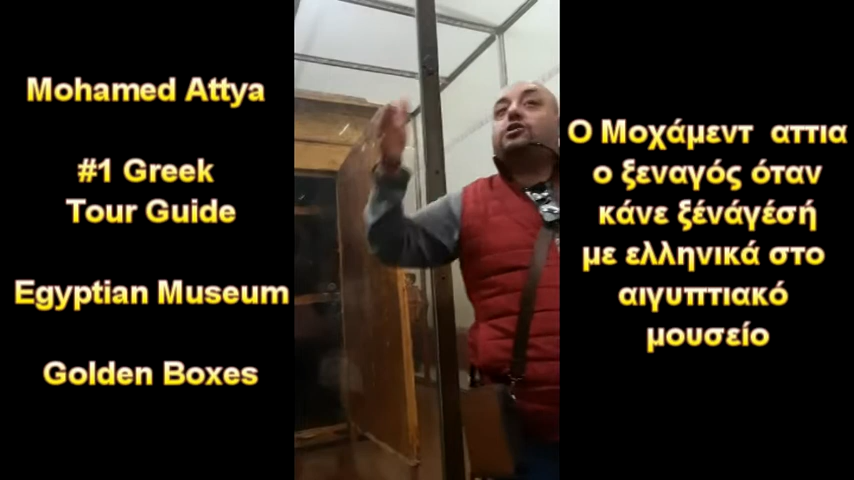 Mohamed Attya
#1 Greek
Tour Guide
Egyptian Museum
Golden Boxes
Ο Μοχάμεντ αττια
ο ξεναγός όταν
κάνε ξένάγέσή
με ελληνικά στο
αιγυπτιακό
μουσείο